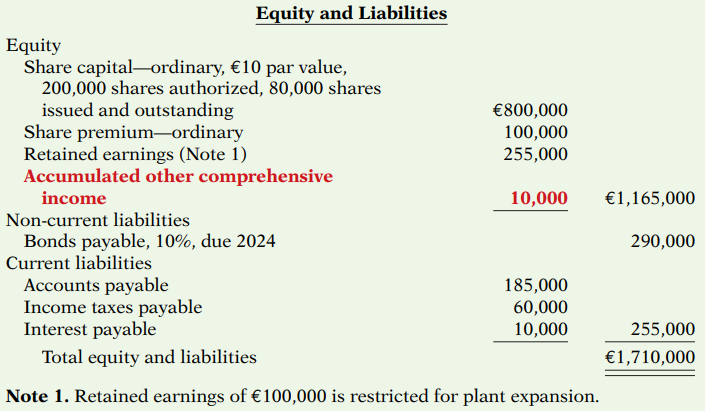 Equity and Liabilities
Equity
Share capital—ordinary, €10 par value,
200,000 shares authorized, 80,000 shares
issued and outstanding €800,000
Share premium—ordinary 100,000
Retained earnings (Note 1) 255,000
Accumulated other comprehensive
income 10,000 €1,165,000
Non-current liabilities
Bonds payable, 10%, due 2024 290,000
Current liabilities
Accounts payable 185,000
Income taxes payable 60,000
Interest payable 10,000 255,000
Total equity and liabilities €1,710,000
Note 1. Retained earnings of €100,000 is restricted for plant expansion.